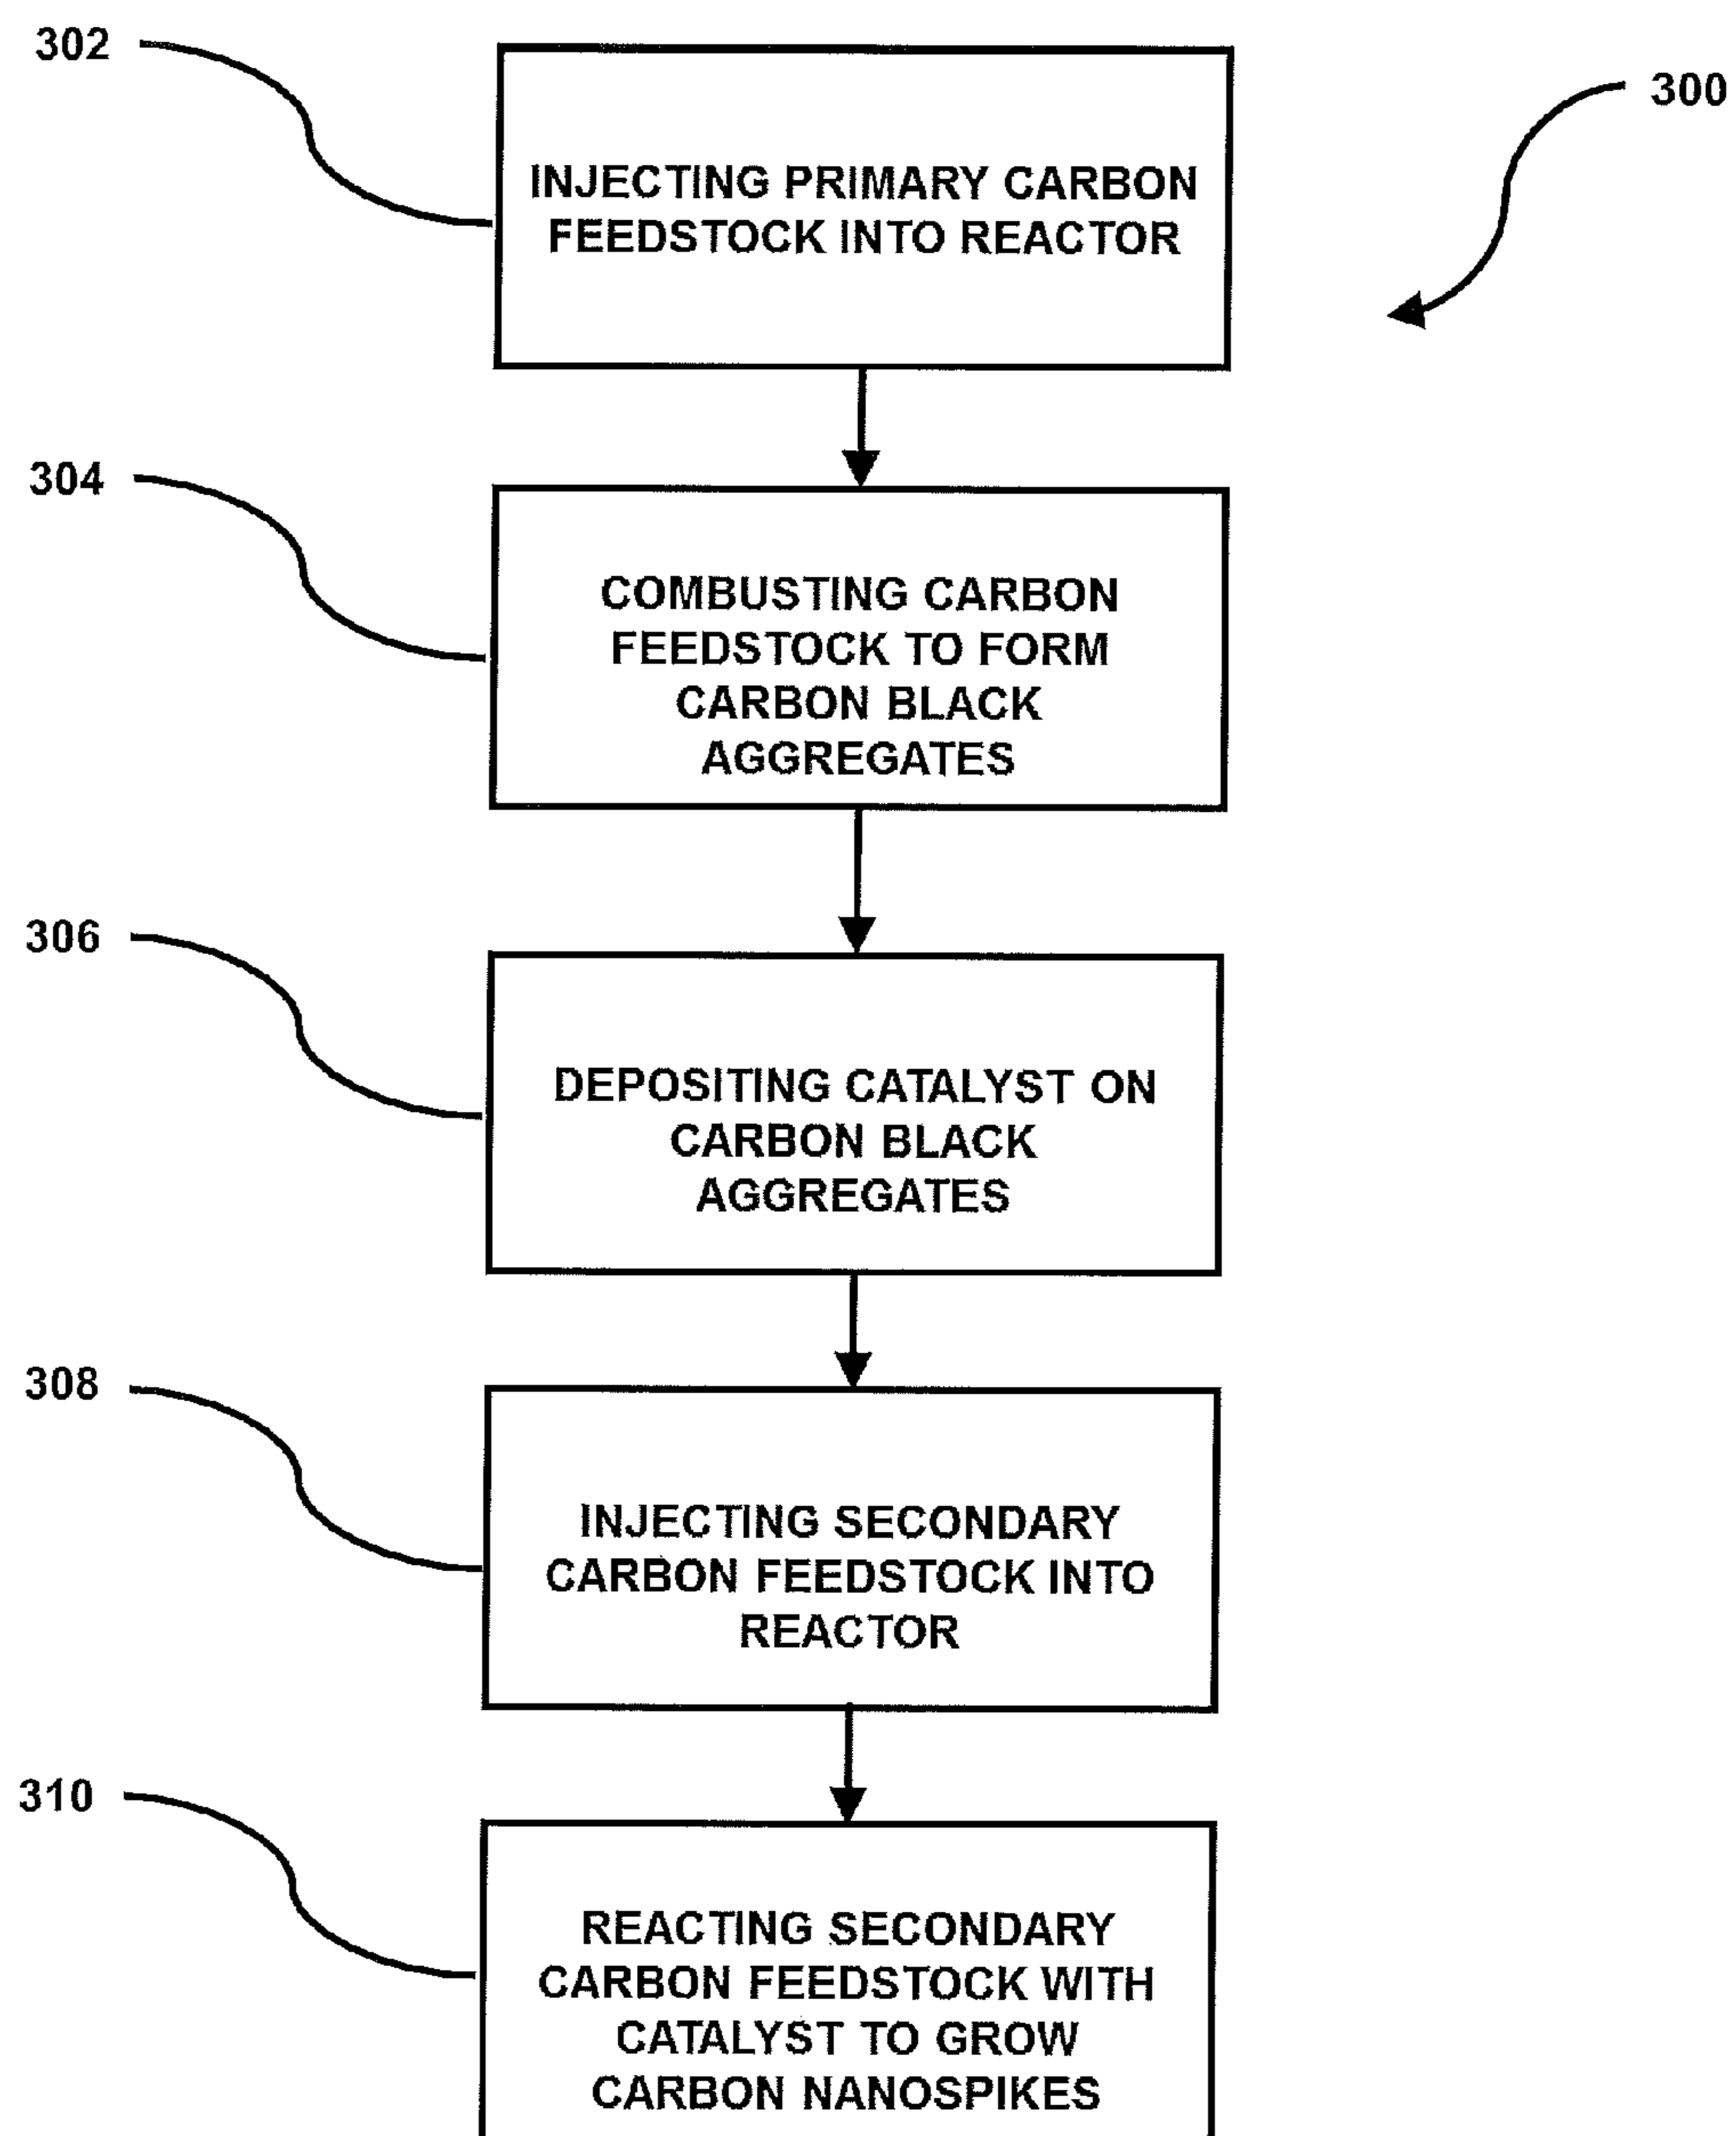 302
300
INJECTING PRIMARY CARBON
FEEDSTOCK INTO REACTOR
304
COMBUSTING CARBON
FEEDSTOCK TO FORM
CARBON BLACK
AGGREGATES
306
DEPOSITING CATALYST ON
CARBON BLACK
AGGREGATES
308
INJECTING SECONDARY
CARBON FEEDSTOCK INTO
REACTOR
310
REACTING SECONDARY
CARBON FEEDSTOCK WITH
CATALYST TO GROW
CARBON NANOSPIKES